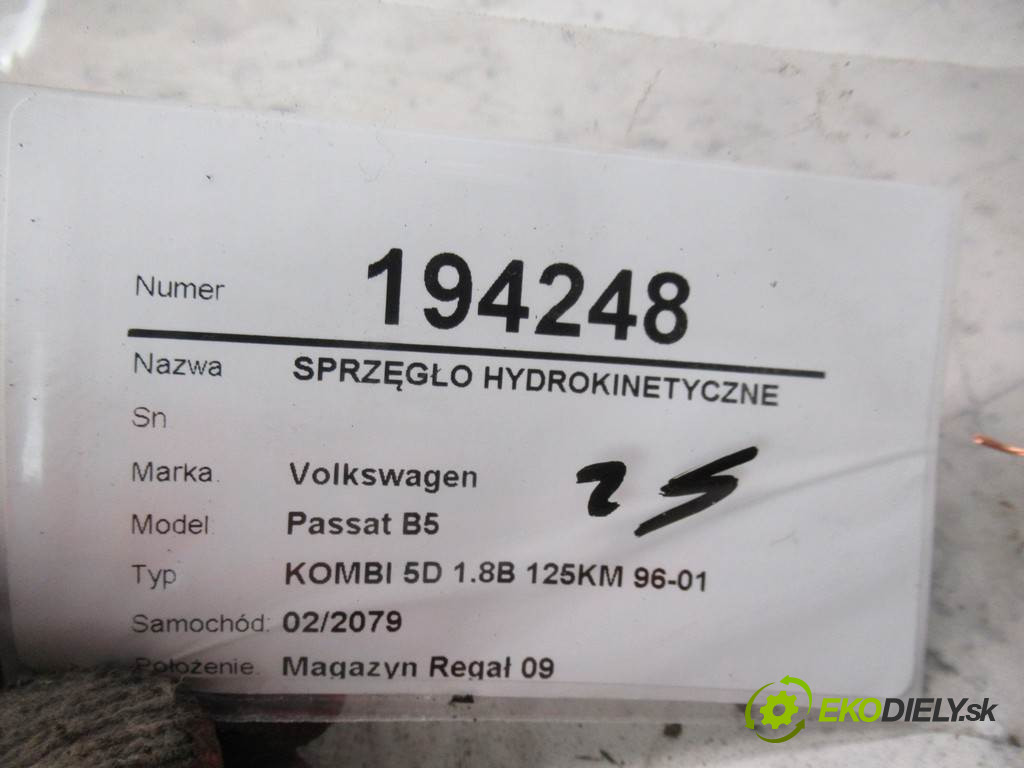 Numer 194248
Nazwa SPRZĘGŁO HYDROKINETYCZNE
Sn
Marka. Volkswagen
25
Model Passat B5
Typ KOMBI 5D 1.8B 125KM 96-01
Samochód: 02/2079
Położenie. Magazyn Regał 09
EKODIELY.sk